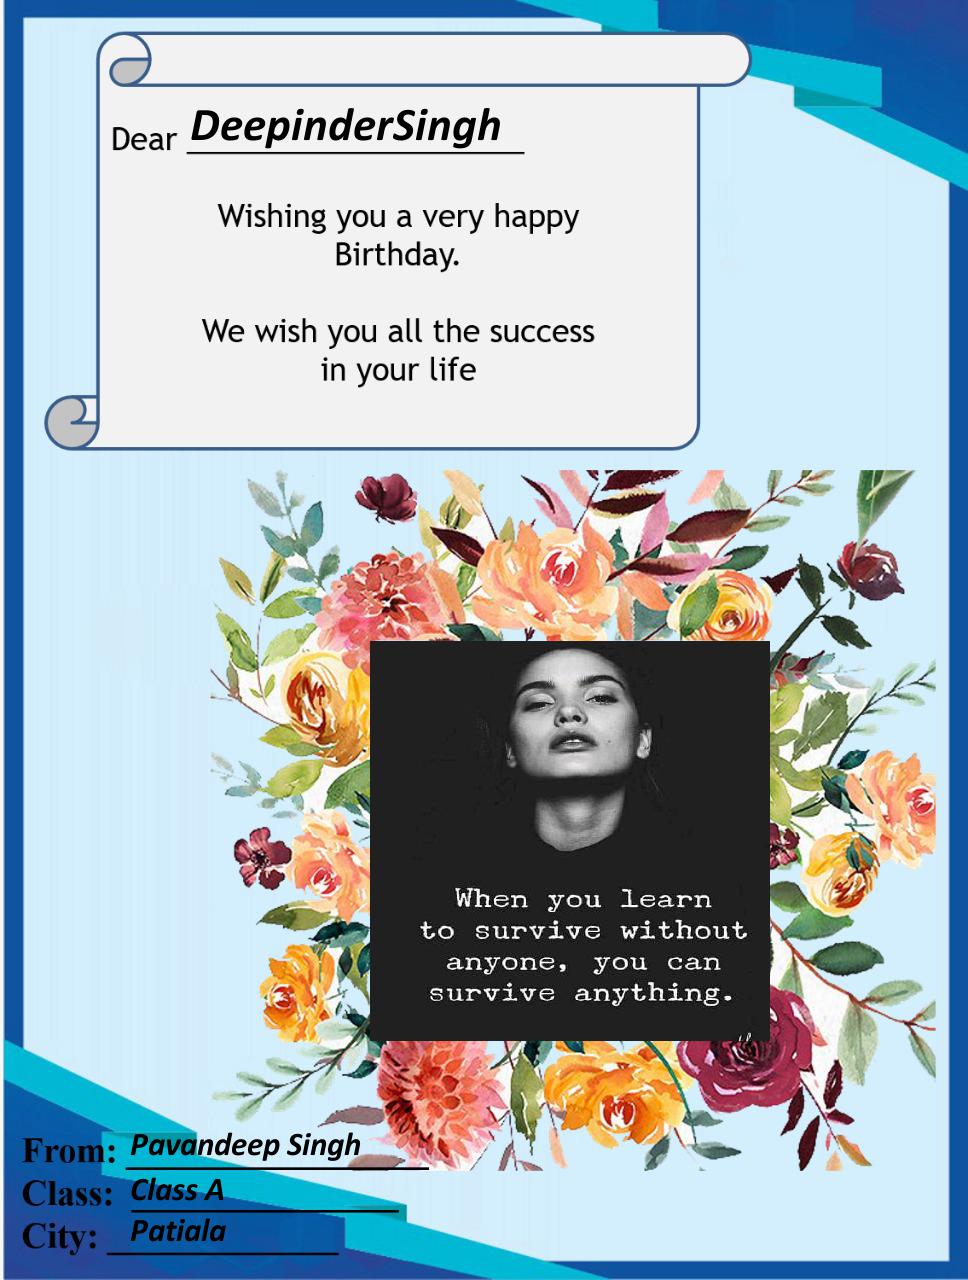 Dear DeepinderSingh
Wishing you a very happy
Birthday.
We wish you all the success
in your life
When you learn
to survive without
anyone, you can
survive anything.
From: Pavandeep Singh
Class: Class A
City: Patiala